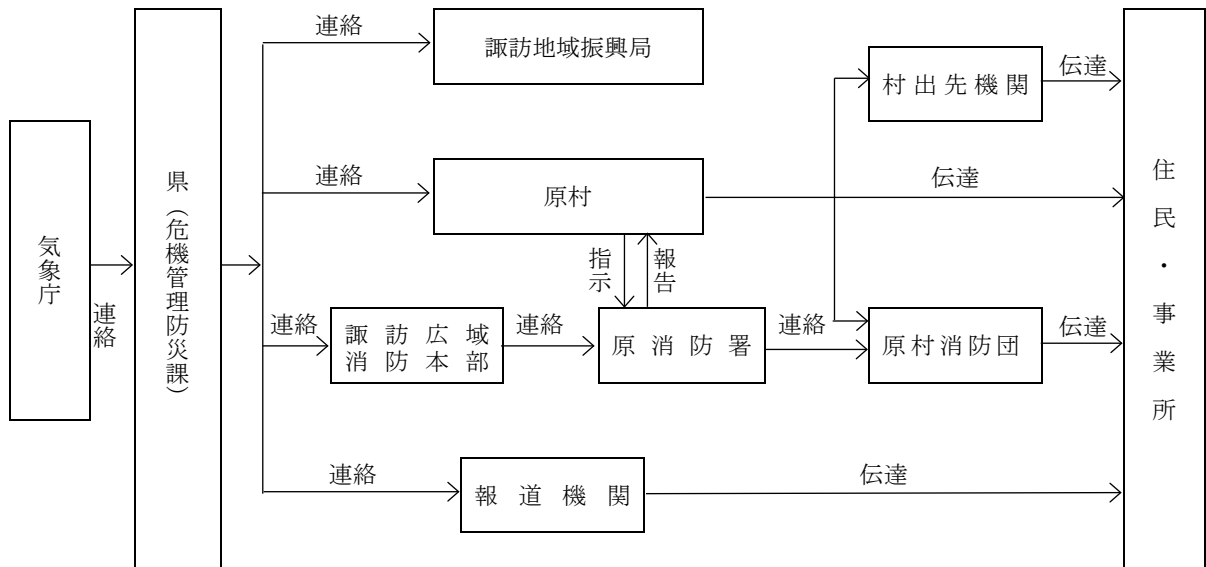 気象庁
連絡
県（危機管理防災課）
連絡
諏訪地域振興局
連絡
原村
指示
報告
連絡
諏訪広域
消防本部
連絡
原消防署
連絡
連絡
報道機関
村出先機関
伝達
伝達
原村消防団
伝達
伝達
住民・事業所